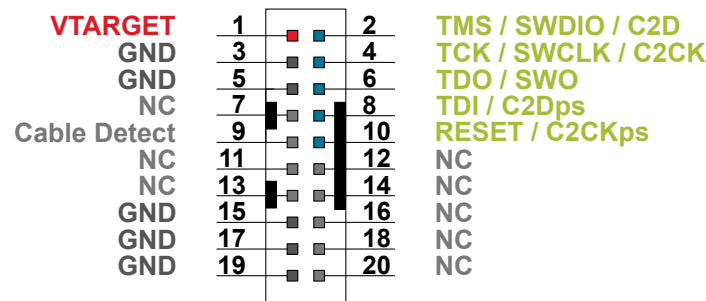 VTARGET 1 2 TMS / SWDIO / C2D
GND 3 4 TCK / SWCLK / C2CK
GND 5 6 TDO / SWO
NC 7 8 TDI / C2Dps
Cable Detect 9 10 RESET / C2CKps
NC 11 12 NC
NC 13 14 NC
GND 15 16 NC
GND 17 18 NC
GND 19 20 NC